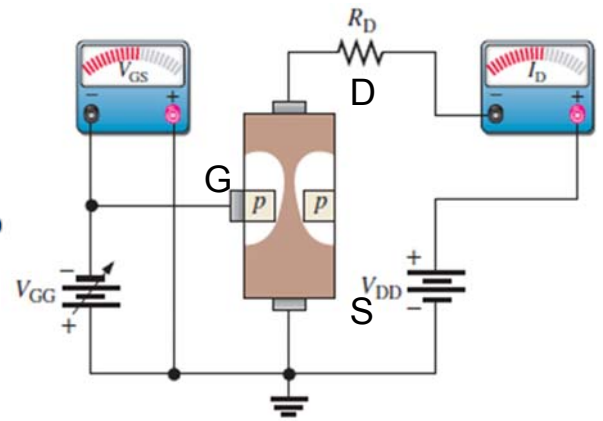 R_D
V_GS
− +
I_D
− +
D
G
p p
− V_GG +
+ V_DD −
S